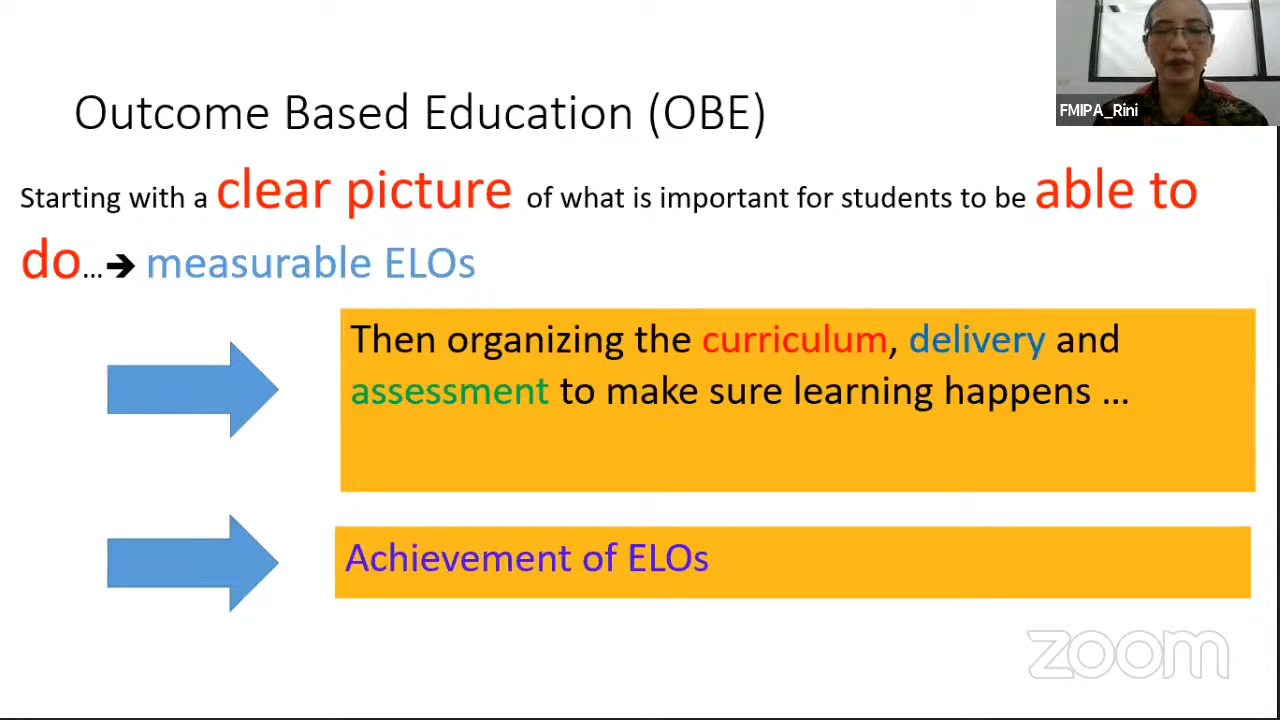 FMIPA_Rini
Outcome Based Education (OBE)
Starting with a clear picture of what is important for students to be able to
do…➔ measurable ELOs
Then organizing the curriculum, delivery and
assessment to make sure learning happens …
Achievement of ELOs
zoom